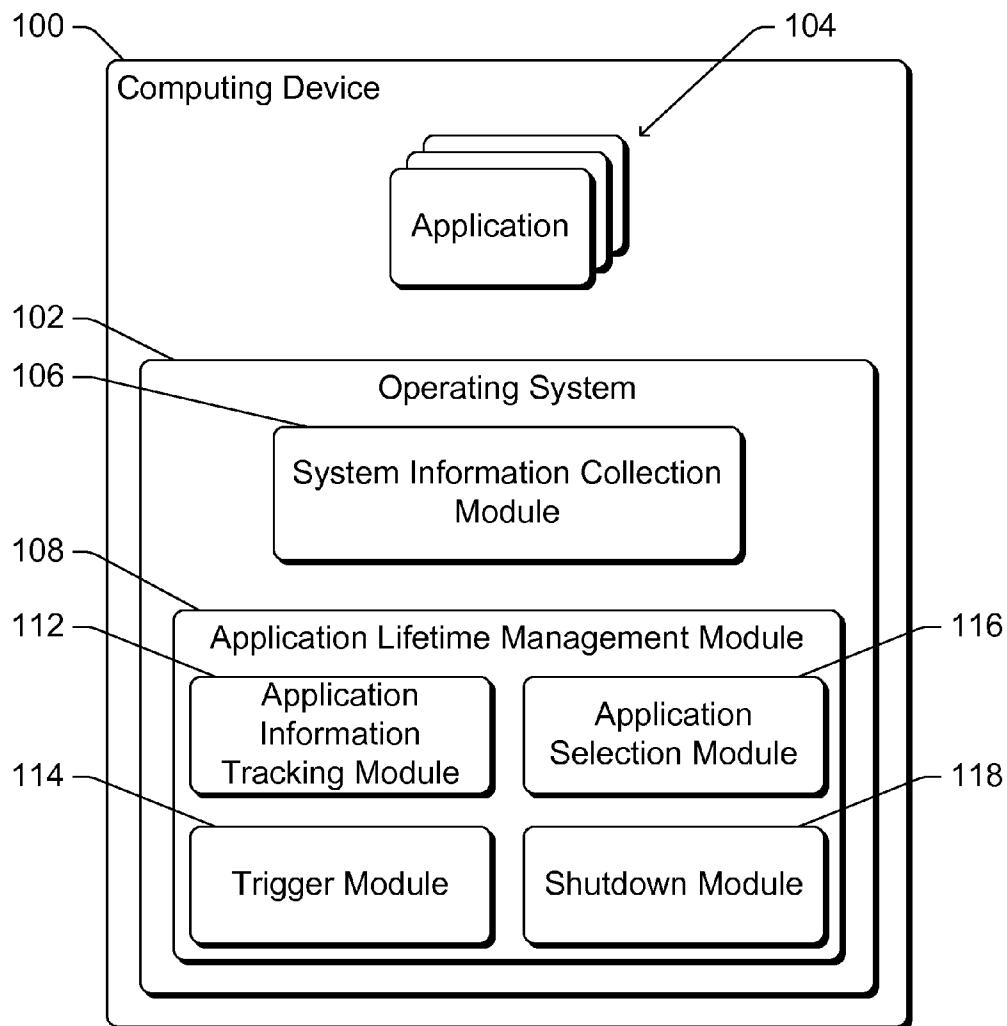 100
104
Computing Device
Application
102
106
Operating System
System Information Collection
Module
108
112
Application Lifetime Management Module
116
Application
Information
Tracking Module
Application
Selection Module
114
118
Trigger Module
Shutdown Module